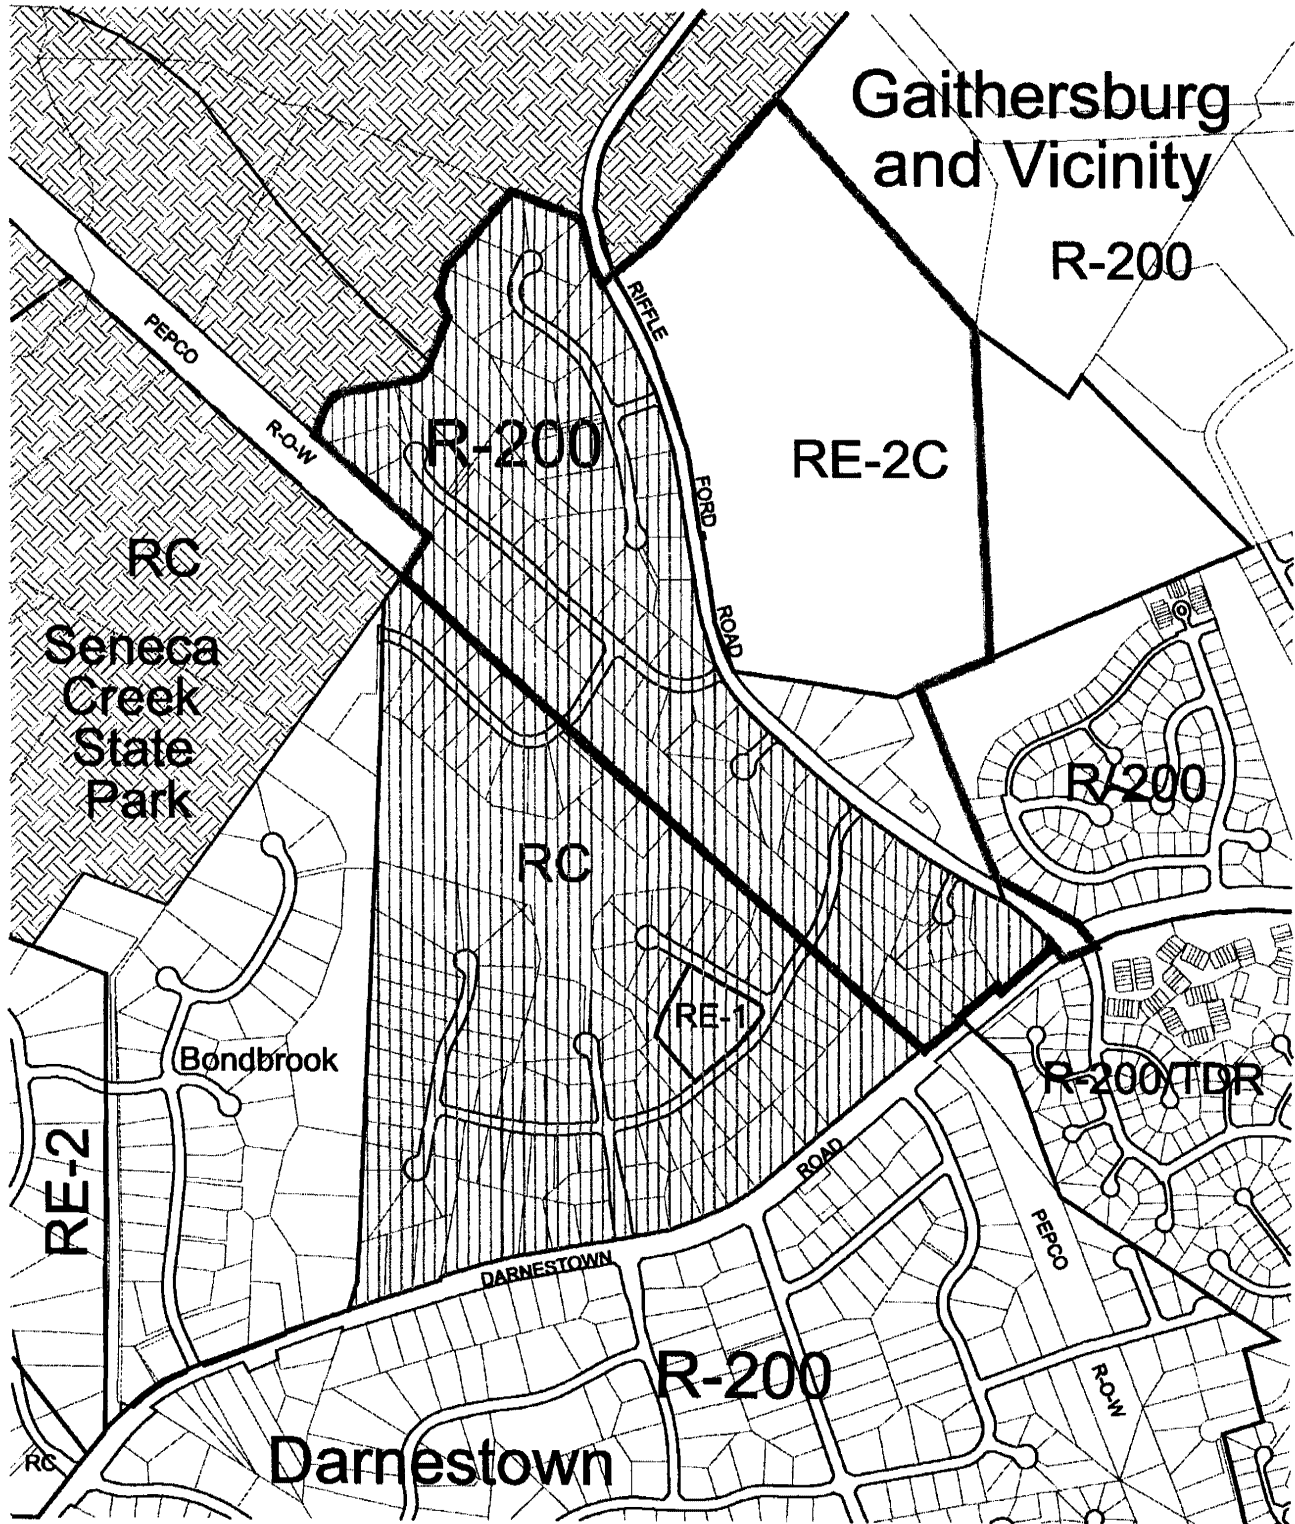 Gaithersburg
and Vicinity
R-200
RIFFLE
PEPCO
R-O-W
R-200
RE-2C
FORD
RC
ROAD
Seneca
Creek
State
Park
R-200
RC
RE-1
Bondbrook
R-200/TDR
RE-2
ROAD
PEPCO
DARNESTOWN
R-200
R-O-W
Darnestown
RC